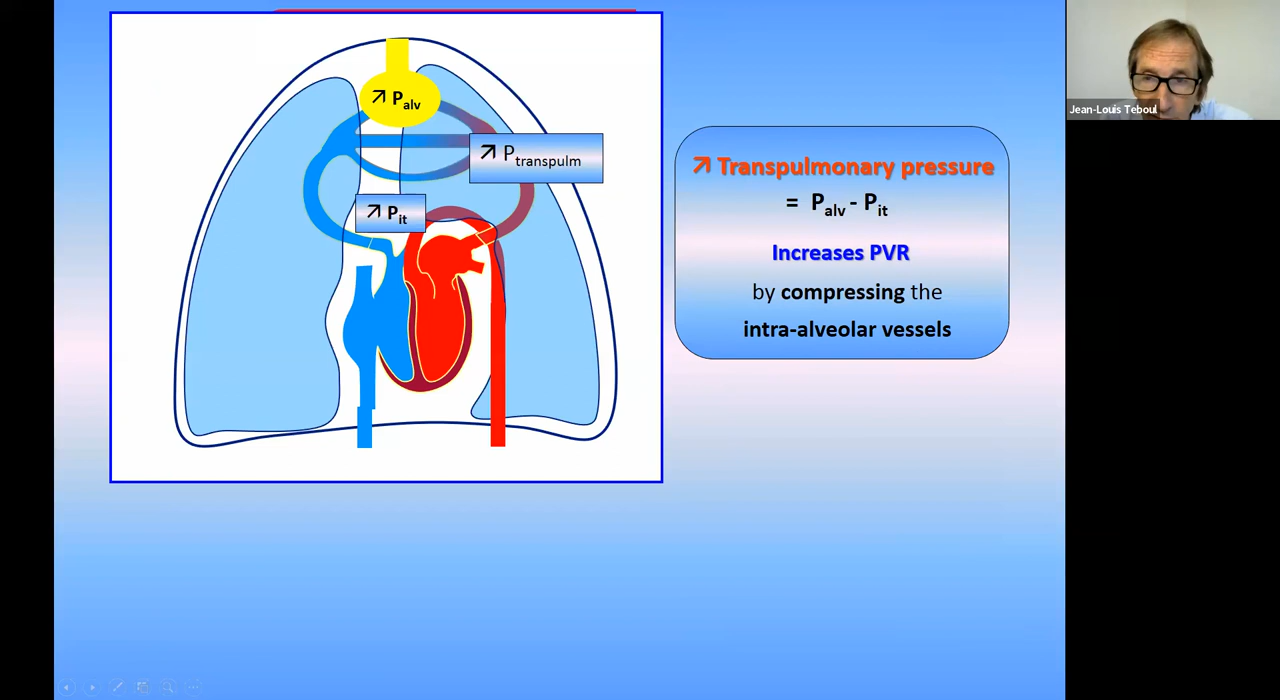 ↗ Palv
↗ Ptranspulm
↗ Pit
↗ Transpulmonary pressure
= Palv - Pit
Increases PVR
by compressing the
intra-alveolar vessels
Jean-Louis Teboul